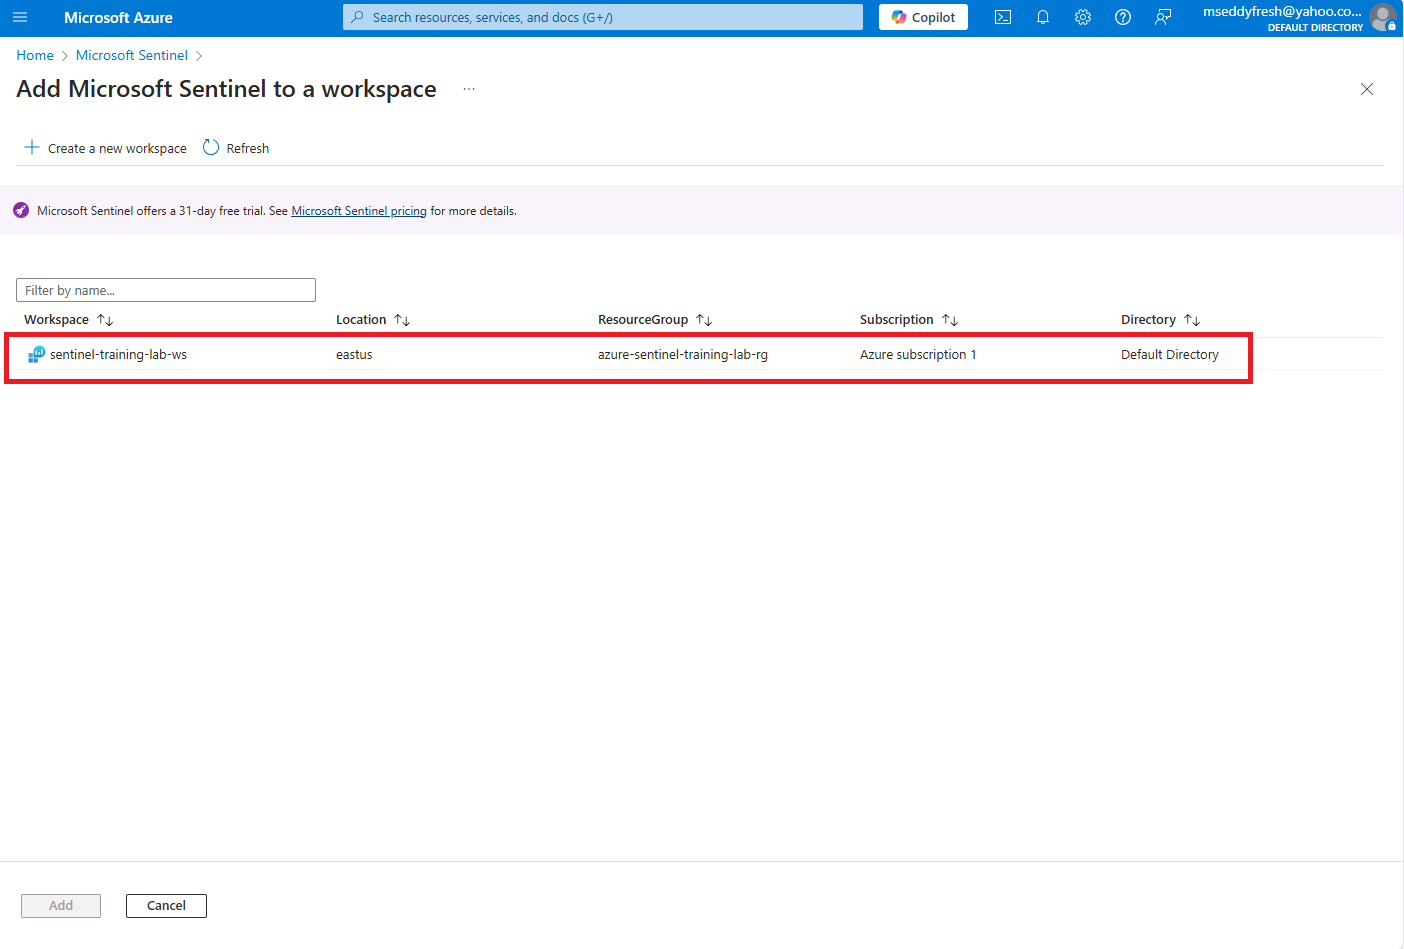 Microsoft Azure
Search resources, services, and docs (G+/)
Copilot
mseddyfresh@yahoo.co...
DEFAULT DIRECTORY
Home > Microsoft Sentinel >
Add Microsoft Sentinel to a workspace ...
Create a new workspace
Refresh
Microsoft Sentinel offers a 31-day free trial. See Microsoft Sentinel pricing for more details.
Filter by name...
Workspace Location ResourceGroup Subscription Directory
sentinel-training-lab-ws eastus azure-sentinel-training-lab-rg Azure subscription 1 Default Directory
Add
Cancel